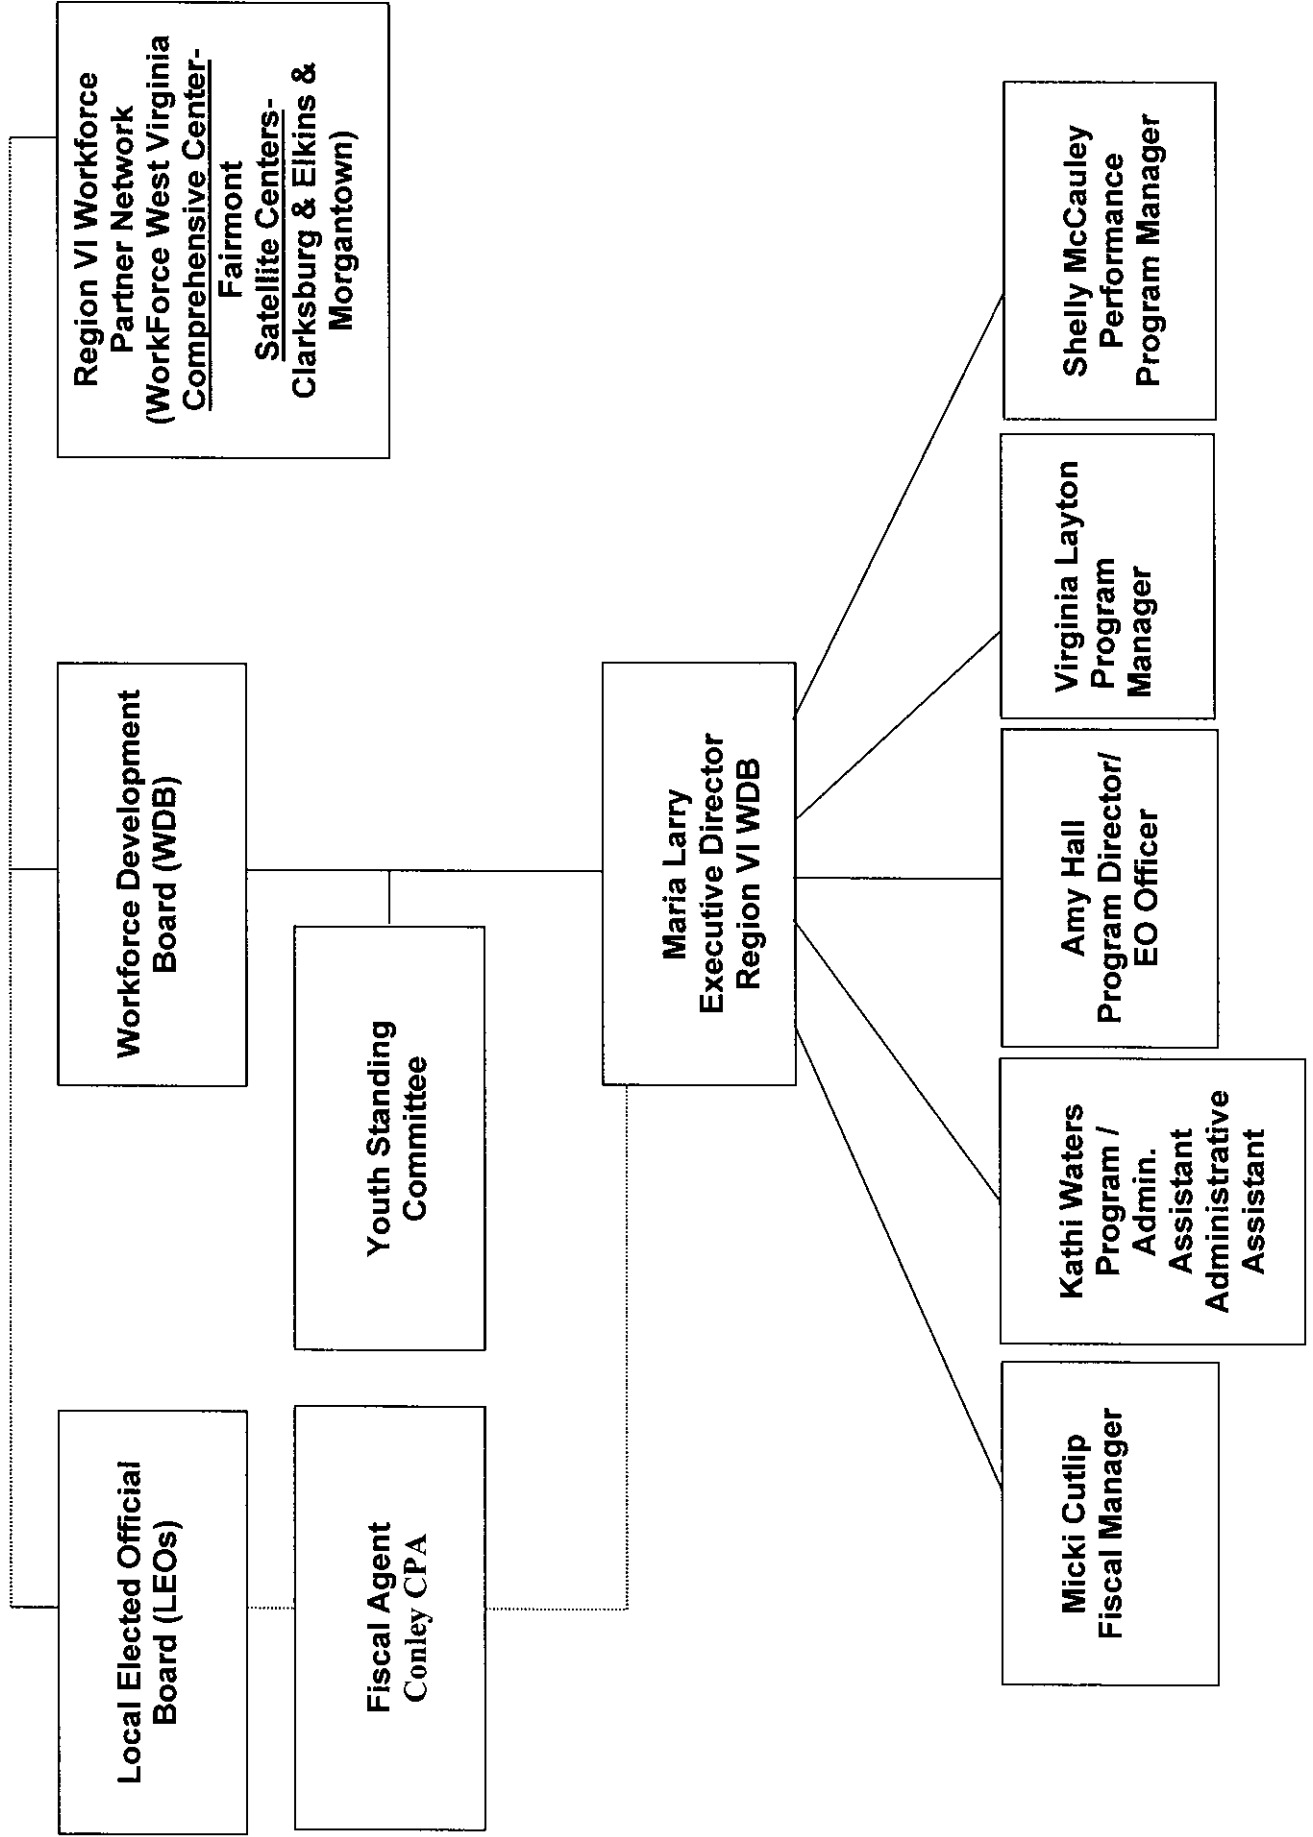 Local Elected Official
Board (LEOs)
Workforce Development
Board (WDB)
Region VI Workforce
Partner Network
(WorkForce West Virginia
Comprehensive Center-
Fairmont
Satellite Centers-
Clarksburg & Elkins &
Morgantown)
Fiscal Agent
Conley CPA
Youth Standing
Committee
Maria Larry
Executive Director
Region VI WDB
Micki Cutlip
Fiscal Manager
Kathi Waters
Program /
Admin.
Assistant
Administrative
Assistant
Amy Hall
Program Director/
EO Officer
Virginia Layton
Program
Manager
Shelly McCauley
Performance
Program Manager